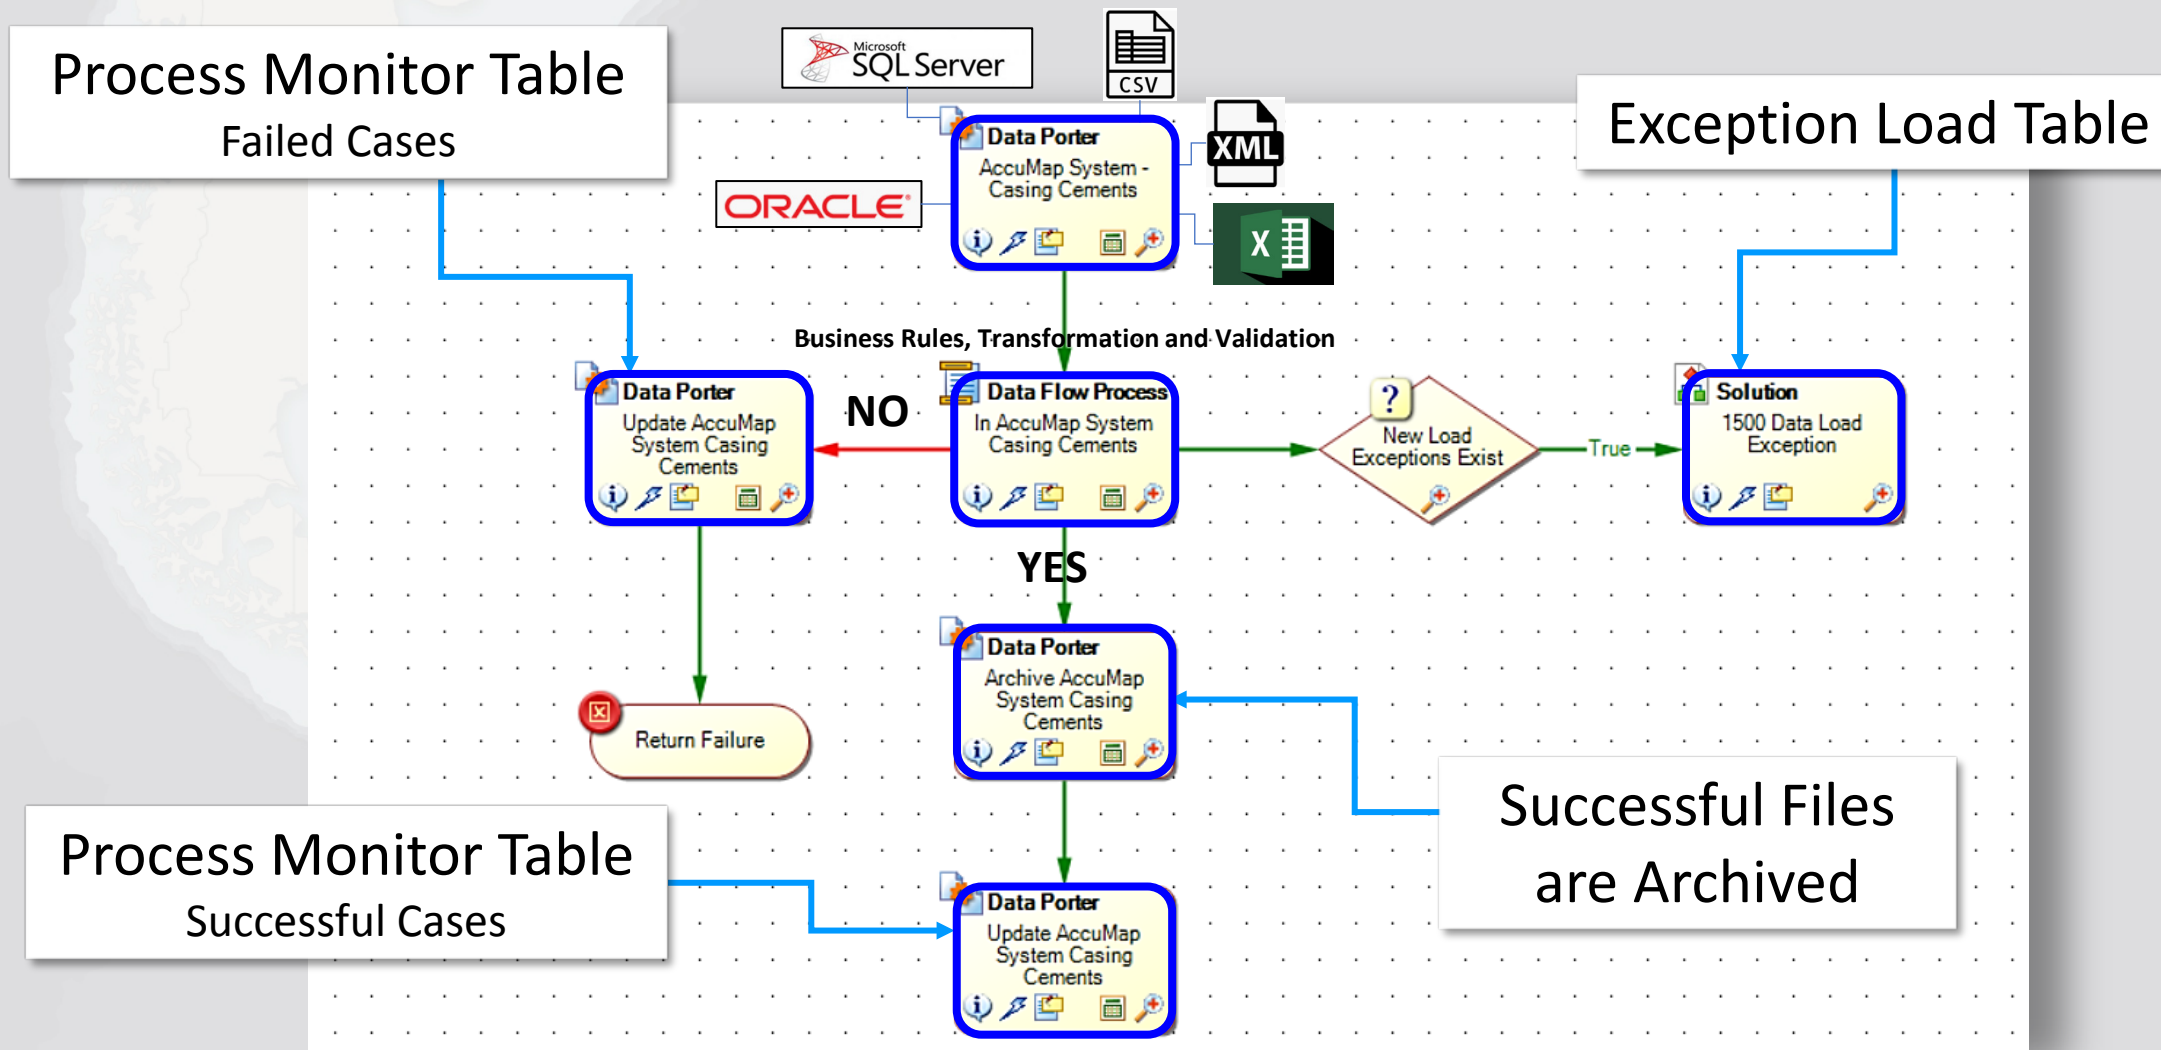 Process Monitor Table
Failed Cases
Microsoft
SQL Server
CSV
XML
ORACLE
X
Exception Load Table
Data Porter
AccuMap System -
Casing Cements
Business Rules, Transformation and Validation
Data Porter
Update AccuMap
System Casing
Cements
NO
Data Flow Process
In AccuMap System
Casing Cements
?
New Load
Exceptions Exist
True
Solution
1500 Data Load
Exception
YES
Data Porter
Archive AccuMap
System Casing
Cements
Return Failure
Successful Files
are Archived
Process Monitor Table
Successful Cases
Data Porter
Update AccuMap
System Casing
Cements